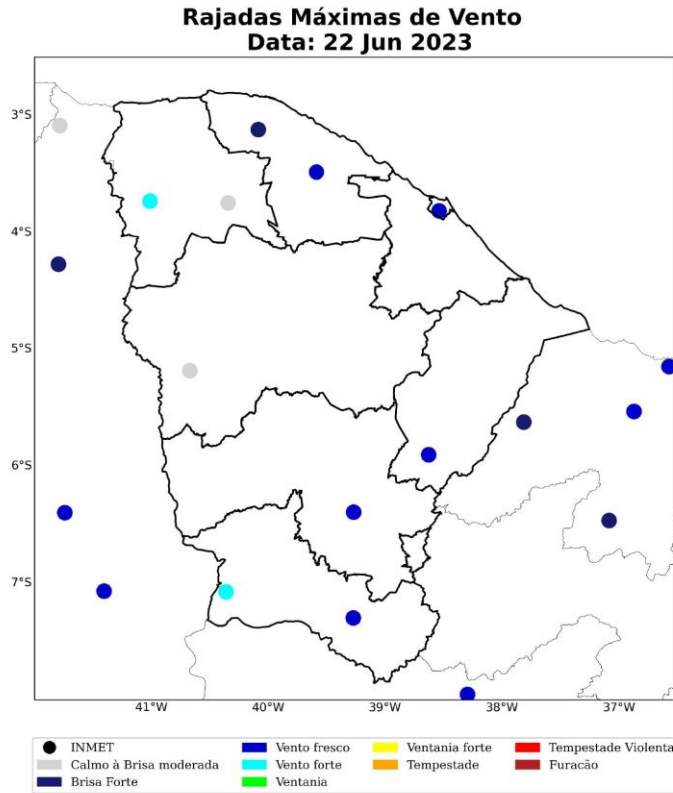 Rajadas Máximas de Vento
Data: 22 Jun 2023
3°S
4°S
5°S
6°S
7°S
41°W 40°W 39°W 38°W 37°W
INMET Vento fresco Ventania forte Tempestade Violenta
Calmo à Brisa moderada Vento forte Tempestade Furacão
Brisa Forte Ventania